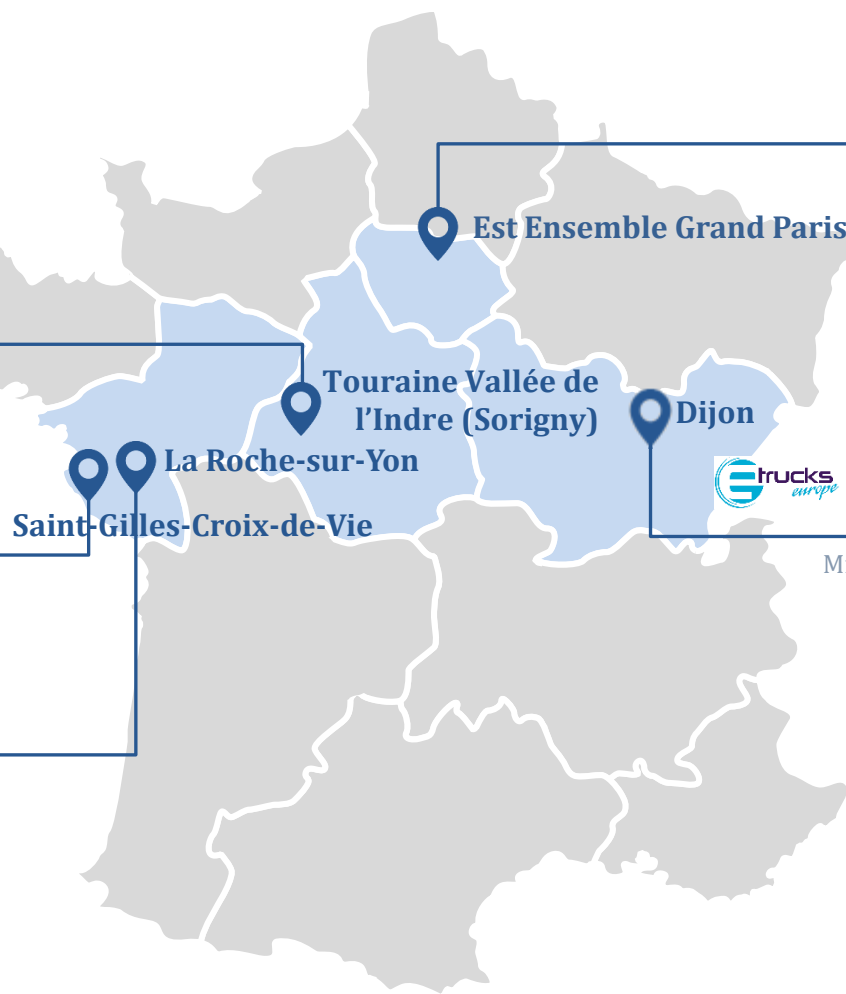 Est Ensemble Grand Paris
Touraine Vallée de
l'Indre (Sorigny)
Dijon
La Roche-sur-Yon
trucks
europe
Saint-Gilles-Croix-de-Vie